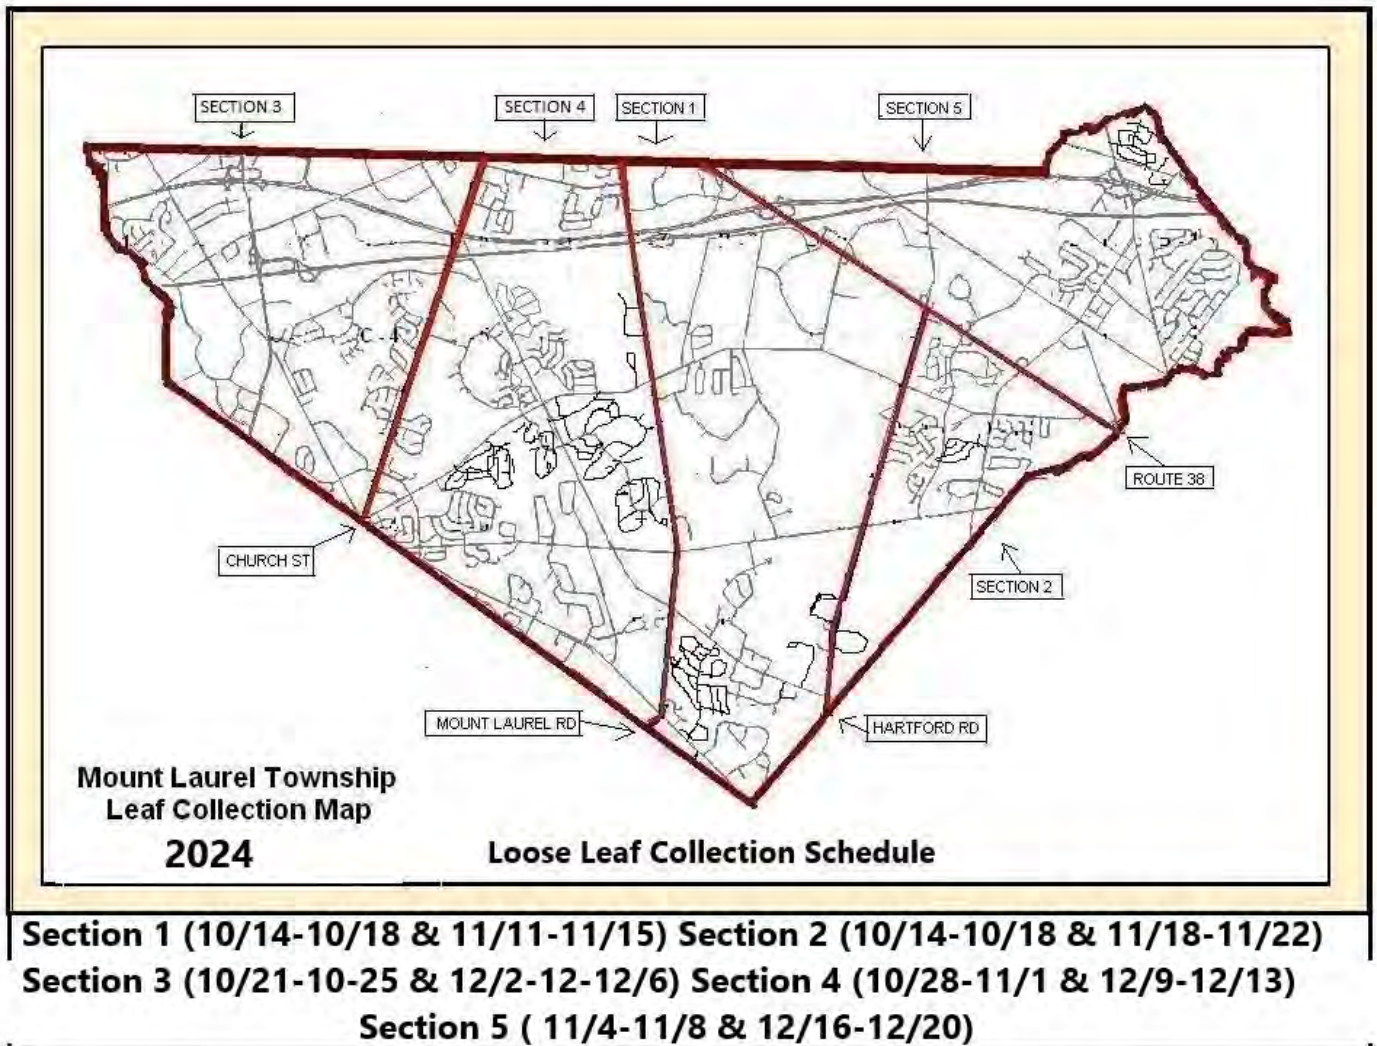 SECTION 3
SECTION 4
SECTION 1
SECTION 5
C - 4
ROUTE 38
CHURCH ST
SECTION 2
MOUNT LAUREL RD
HARTFORD RD
Mount Laurel Township
Leaf Collection Map
2024
Loose Leaf Collection Schedule
Section 1 (10/14-10/18 & 11/11-11/15) Section 2 (10/14-10/18 & 11/18-11/22)
Section 3 (10/21-10-25 & 12/2-12-12/6) Section 4 (10/28-11/1 & 12/9-12/13)
Section 5 ( 11/4-11/8 & 12/16-12/20)